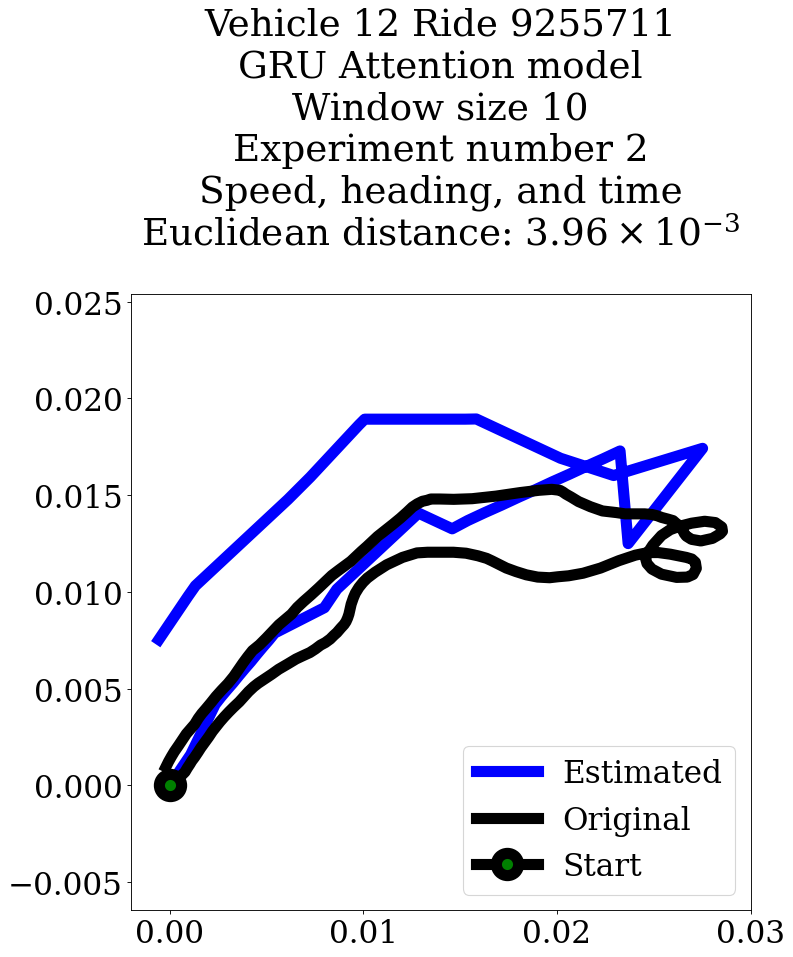 Vehicle 12 Ride 9255711
GRU Attention model
Window size 10
Experiment number 2
Speed, heading, and time
Euclidean distance: 3.96 × 10⁻³
0.025
0.020
0.015
0.010
0.005
0.000
−0.005
Estimated
Original
Start
0.00 0.01 0.02 0.03